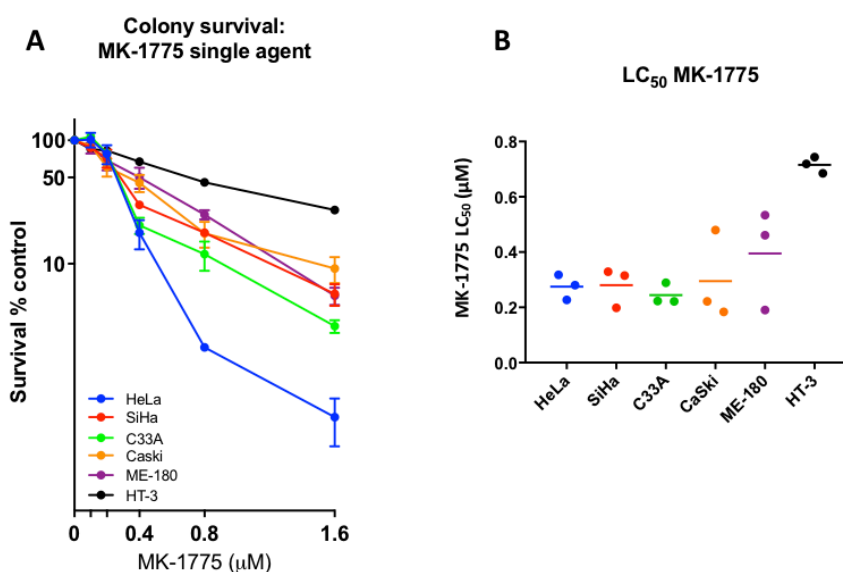 A
Colony survival:
MK-1775 single agent
100
50
10
Survival % control
HeLa
SiHa
C33A
Caski
ME-180
HT-3
0
0.4
0.8
1.6
MK-1775 (µM)
B
LC50 MK-1775
0.8
0.6
0.4
0.2
0.0
MK-1775 LC50 (µM)
HeLa
SiHa
C33A
CaSki
ME-180
HT-3